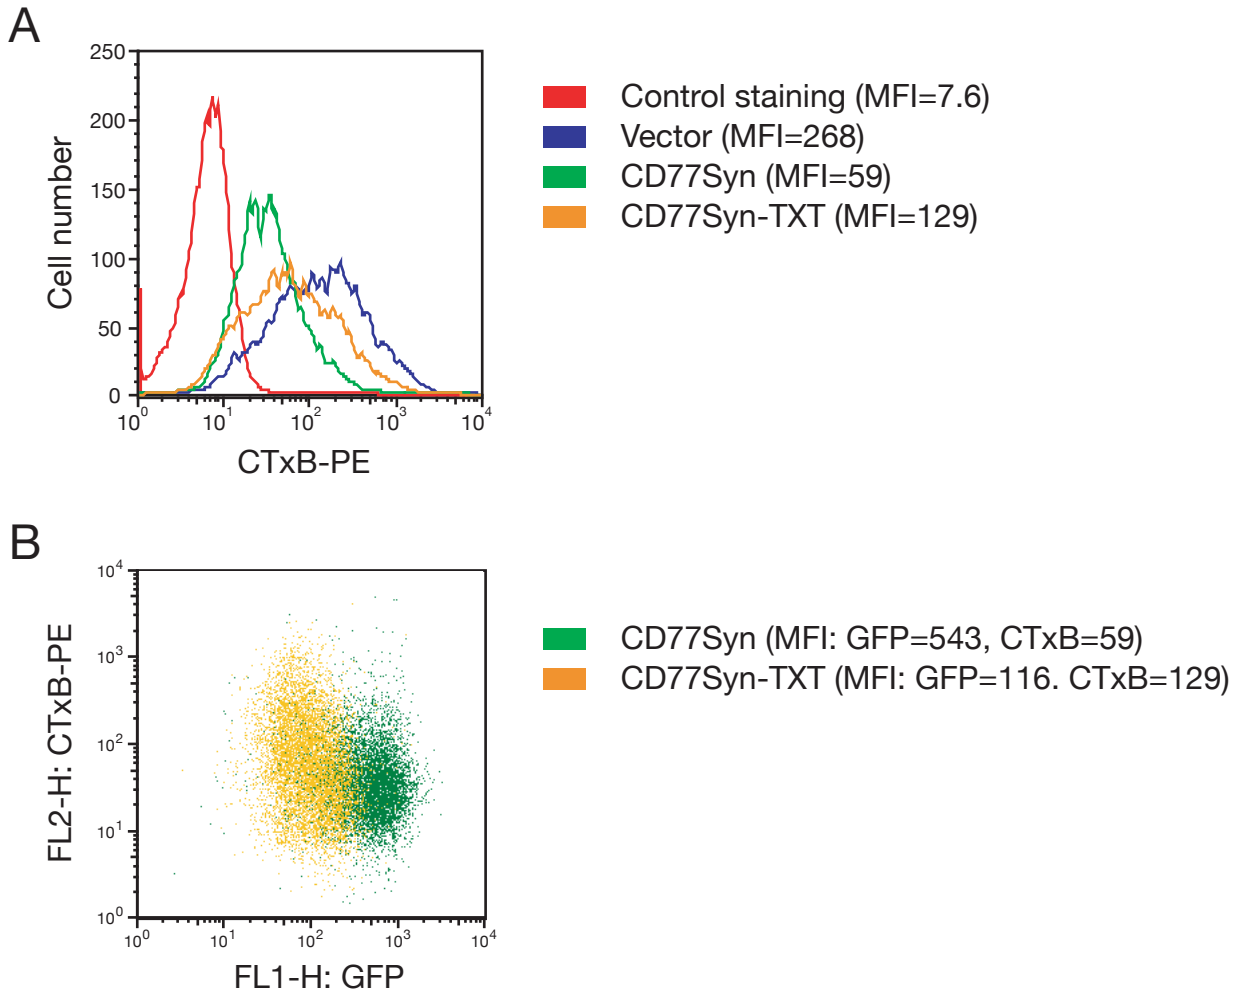 A
250
200
150
100
50
0
Cell number
10^0 10^1 10^2 10^3 10^4
CTxB-PE
Control staining (MFI=7.6)
Vector (MFI=268)
CD77Syn (MFI=59)
CD77Syn-TXT (MFI=129)
B
10^4
10^3
10^2
10^1
10^0
FL2-H: CTxB-PE
10^0 10^1 10^2 10^3 10^4
FL1-H: GFP
CD77Syn (MFI: GFP=543, CTxB=59)
CD77Syn-TXT (MFI: GFP=116. CTxB=129)